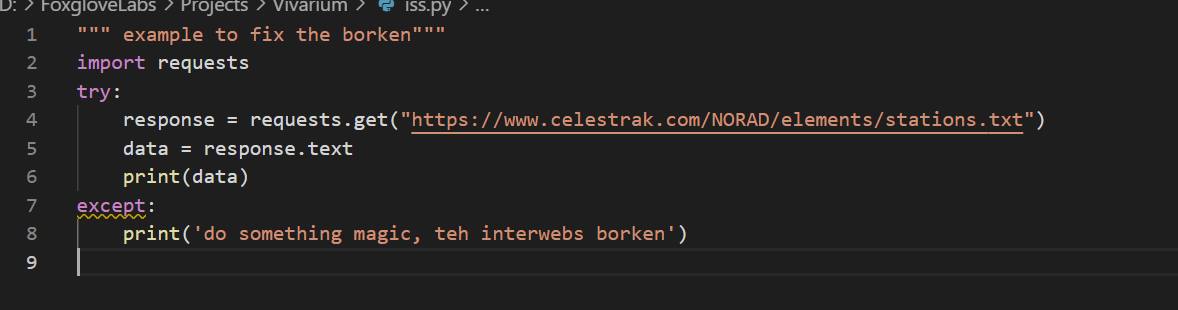 D: > FoxgloveLabs > Projects > Vivarium > iss.py > ...
1 """ example to fix the borken"""
2 import requests
3 try:
4     response = requests.get("https://www.celestrak.com/NORAD/elements/stations.txt")
5     data = response.text
6     print(data)
7 except:
8     print('do something magic, teh interwebs borken')
9